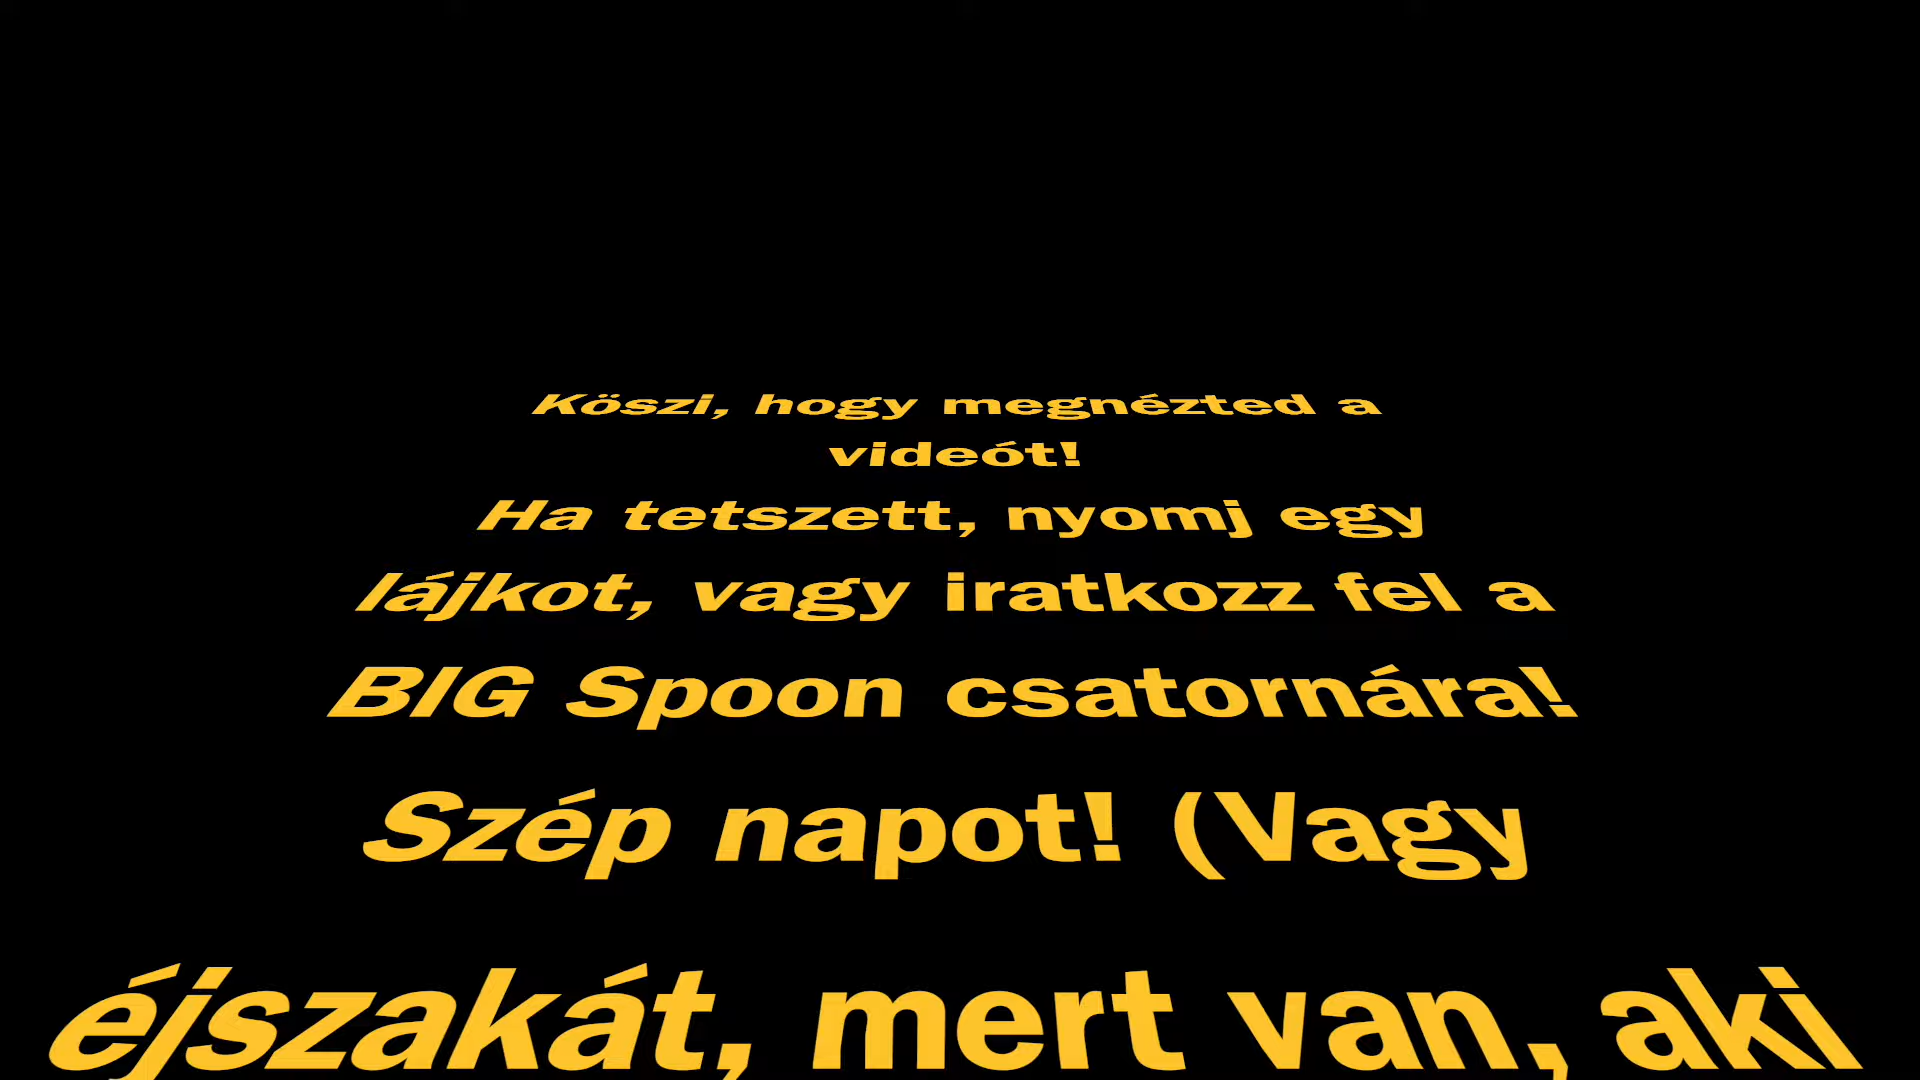 Köszi, hogy megnézted a
videót!
Ha tetszett, nyomj egy
lájkot, vagy iratkozz fel a
BIG Spoon csatornára!
Szép napot! (Vagy
éjszakát, mert van, aki